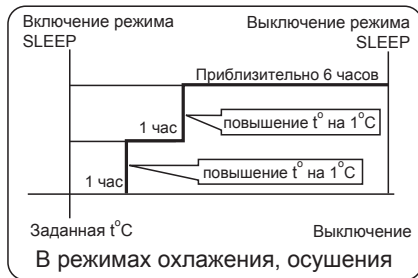 Включение режима SLEEP
Выключение режима SLEEP
Приблизительно 6 часов
1 час
повышение t° на 1°C
1 час
повышение t° на 1°C
Заданная t°C
Выключение
В режимах охлажения, осушения